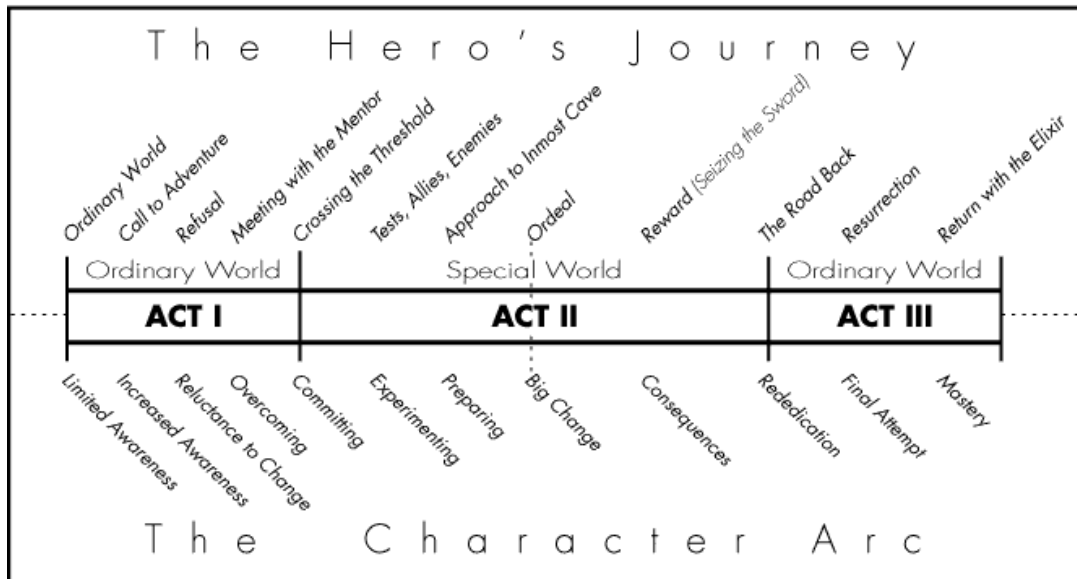 The Hero's Journey
Ordinary World
Call to Adventure
Refusal
Meeting with the Mentor
Crossing the Threshold
Tests, Allies, Enemies
Approach to Inmost Cave
Ordeal
Reward (Seizing the Sword)
The Road Back
Resurrection
Return with the Elixir
Ordinary World
Special World
Ordinary World
ACT I
ACT II
ACT III
Limited Awareness
Increased Awareness
Reluctance to Change
Overcoming
Committing
Experimenting
Preparing
Big Change
Consequences
Rededication
Final Attempt
Mastery
The Character Arc